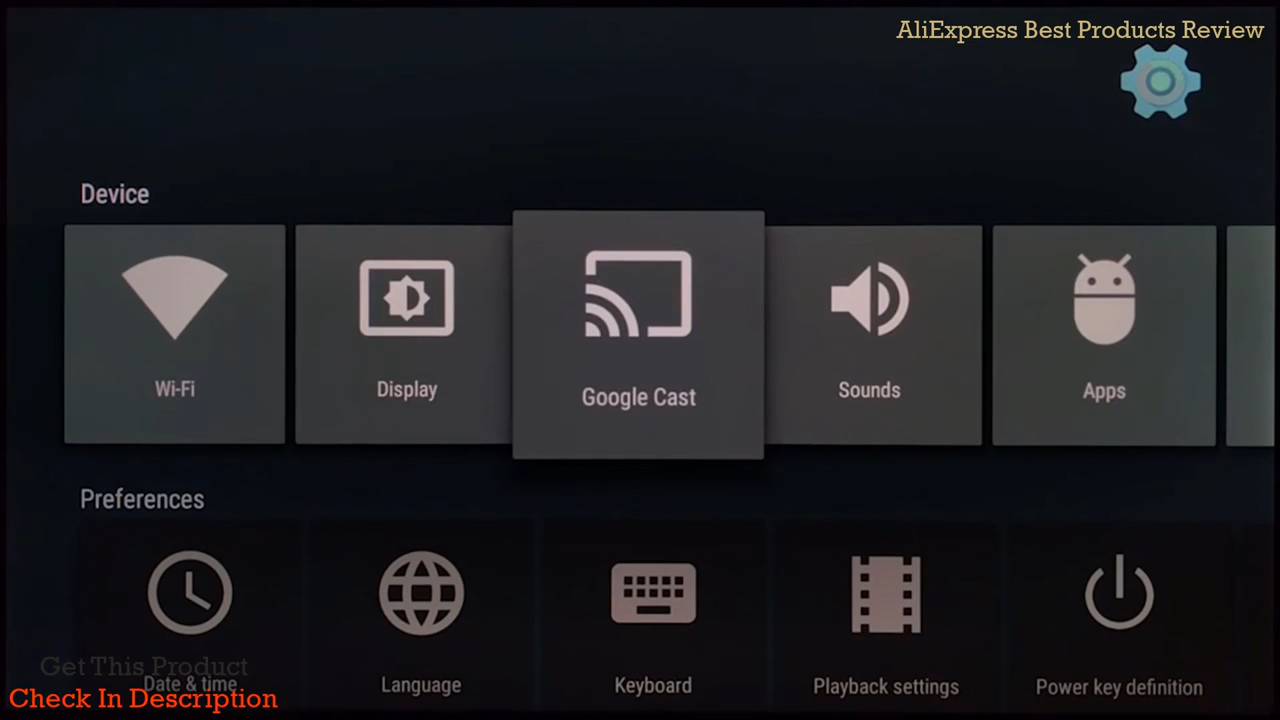 AliExpress Best Products Review
Device
Wi-Fi
Display
Google Cast
Sounds
Apps
Preferences
Get This Product
Date & time
Language
Keyboard
Playback settings
Power key definition
Check In Description